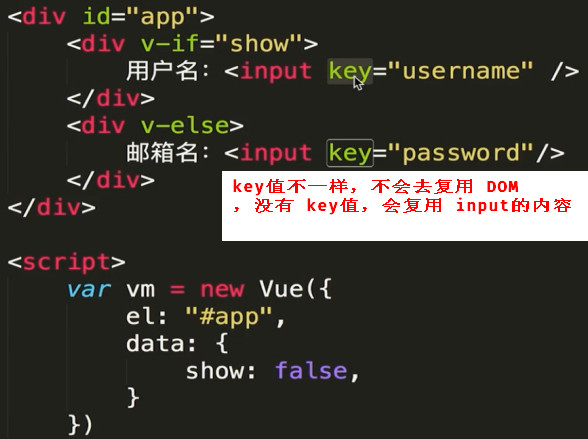 <div id="app">
<div v-if="show">
用户名: <input key="username" />
</div>
<div v-else>
邮箱名: <input key="password"/>
</div>
</div>
key值不一样，不会去复用 DOM
，没有 key值，会复用 input的内容
<script>
var vm = new Vue({
el: "#app",
data: {
show: false,
}
})